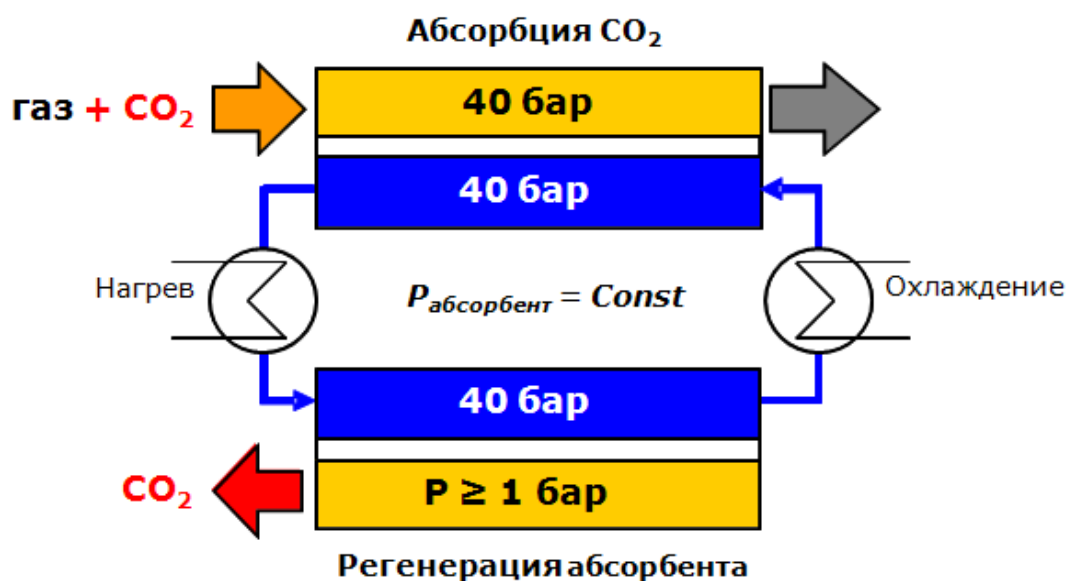 Абсорбция CO₂
газ + CO₂
40 бар
40 бар
Нагрев
Pабсорбент = Const
Охлаждение
40 бар
CO₂
P ≥ 1 бар
Регенерация абсорбента